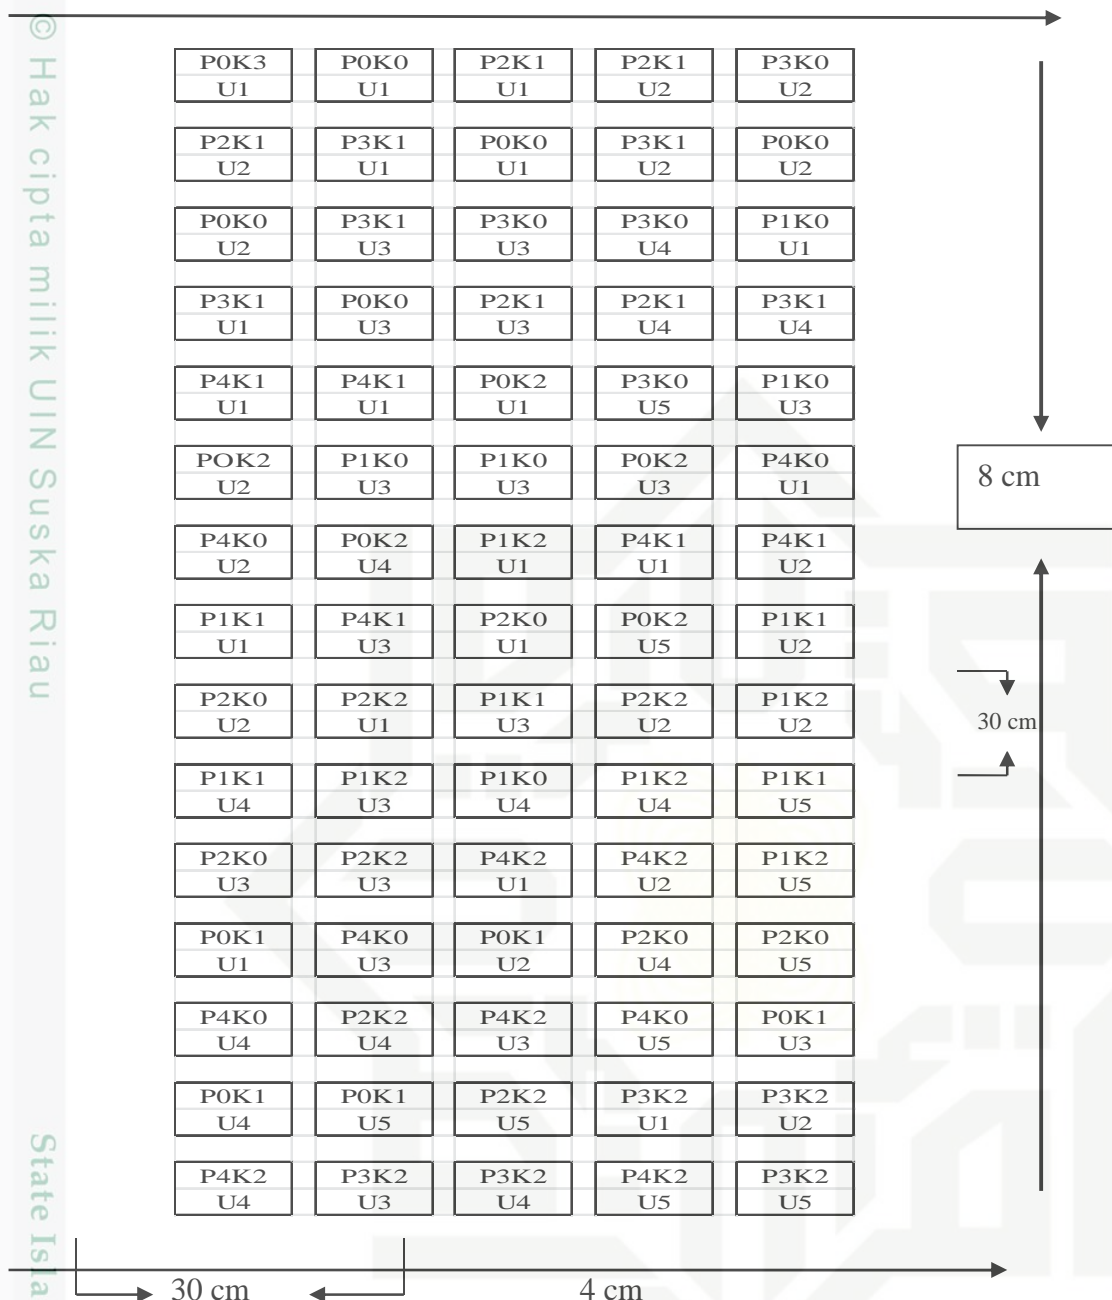 © Hak cipta milik UIN Suska Riau
State Isla
P0K3 P0K0 P2K1 P2K1 P3K0
U1 U1 U1 U2 U2
P2K1 P3K1 P0K0 P3K1 P0K0
U2 U1 U1 U2 U2
P0K0 P3K1 P3K0 P3K0 P1K0
U2 U3 U3 U4 U1
P3K1 P0K0 P2K1 P2K1 P3K1
U1 U3 U3 U4 U4
P4K1 P4K1 P0K2 P3K0 P1K0
U1 U1 U1 U5 U3
POK2 P1K0 P1K0 P0K2 P4K0
U2 U3 U3 U3 U1
8 cm
P4K0 P0K2 P1K2 P4K1 P4K1
U2 U4 U1 U1 U2
P1K1 P4K1 P2K0 P0K2 P1K1
U1 U3 U1 U5 U2
P2K0 P2K2 P1K1 P2K2 P1K2
U2 U1 U3 U2 U2
30 cm
P1K1 P1K2 P1K0 P1K2 P1K1
U4 U3 U4 U4 U5
P2K0 P2K2 P4K2 P4K2 P1K2
U3 U3 U1 U2 U5
P0K1 P4K0 P0K1 P2K0 P2K0
U1 U3 U2 U4 U5
P4K0 P2K2 P4K2 P4K0 P0K1
U4 U4 U3 U5 U3
P0K1 P0K1 P2K2 P3K2 P3K2
U4 U5 U5 U1 U2
P4K2 P3K2 P3K2 P4K2 P3K2
U4 U3 U4 U5 U5
30 cm 4 cm